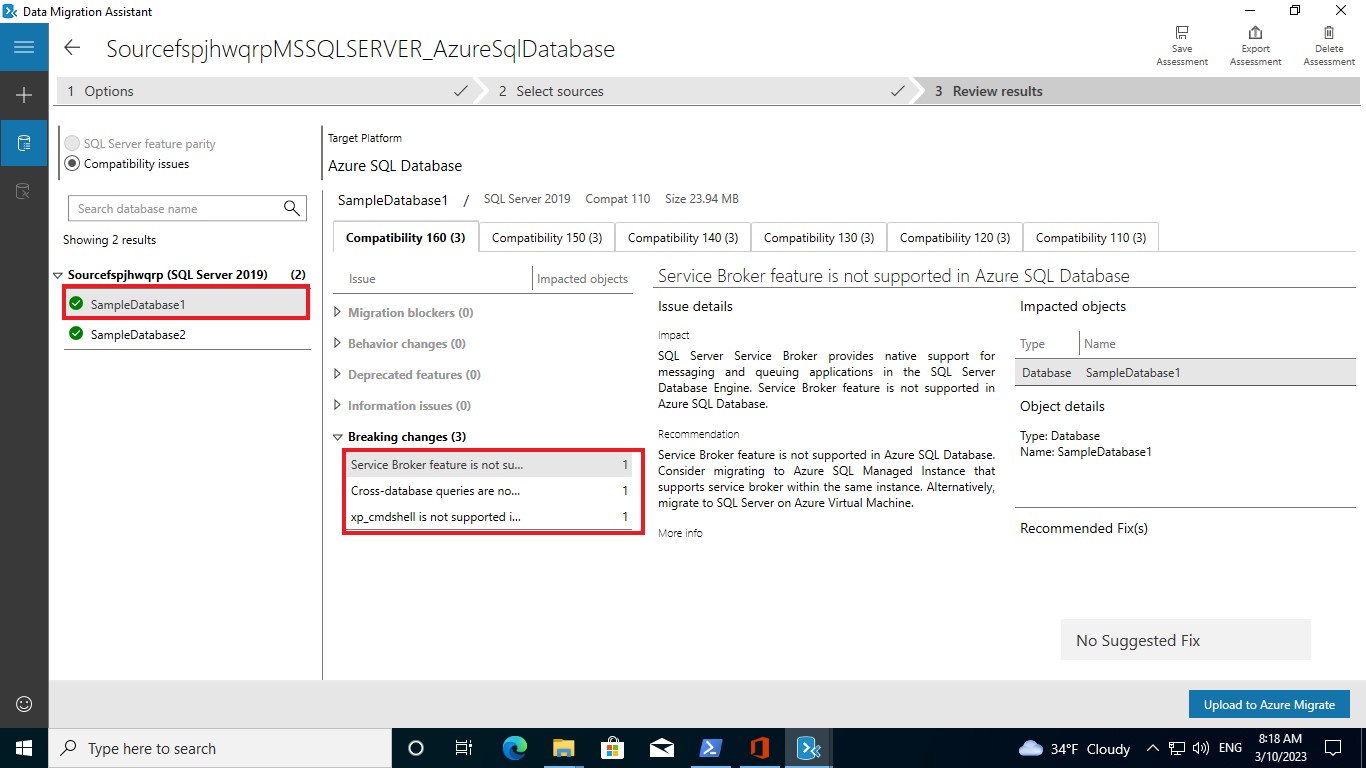 Data Migration Assistant
SourcefspjhwqrpMSSQLSERVER_AzureSqlDatabase
Save
Assessment
Export
Assessment
Delete
Assessment
1 Options
2 Select sources
3 Review results
SQL Server feature parity
Compatibility issues
Search database name
Showing 2 results
Sourcefspjhwqrp (SQL Server 2019) (2)
SampleDatabase1
SampleDatabase2
Target Platform
Azure SQL Database
SampleDatabase1 / SQL Server 2019 Compat 110 Size 23.94 MB
Compatibility 160 (3)
Compatibility 150 (3)
Compatibility 140 (3)
Compatibility 130 (3)
Compatibility 120 (3)
Compatibility 110 (3)
Issue
Impacted objects
Migration blockers (0)
Behavior changes (0)
Deprecated features (0)
Information issues (0)
Breaking changes (3)
Service Broker feature is not su... 1
Cross-database queries are no... 1
xp_cmdshell is not supported i... 1
Service Broker feature is not supported in Azure SQL Database
Issue details
Impact
SQL Server Service Broker provides native support for
messaging and queuing applications in the SQL Server
Database Engine. Service Broker feature is not supported in
Azure SQL Database.
Recommendation
Service Broker feature is not supported in Azure SQL Database.
Consider migrating to Azure SQL Managed Instance that
supports service broker within the same instance. Alternatively,
migrate to SQL Server on Azure Virtual Machine.
More info
Impacted objects
Type Name
Database SampleDatabase1
Object details
Type: Database
Name: SampleDatabase1
Recommended Fix(s)
No Suggested Fix
Upload to Azure Migrate
Type here to search
34°F Cloudy
ENG
8:18 AM
3/10/2023